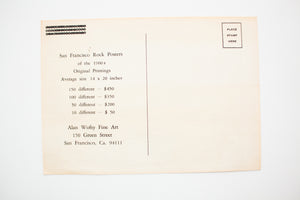 San Francisco Rock Posters
of the 1960's
Original Printings
Average size 14 x 20 inches
150 different — $450
100 different — $350
50 different — $200
10 different — $ 50
Alan Wofsy Fine Art
150 Green Street
San Francisco, Ca. 94111
PLACE
STAMP
HERE